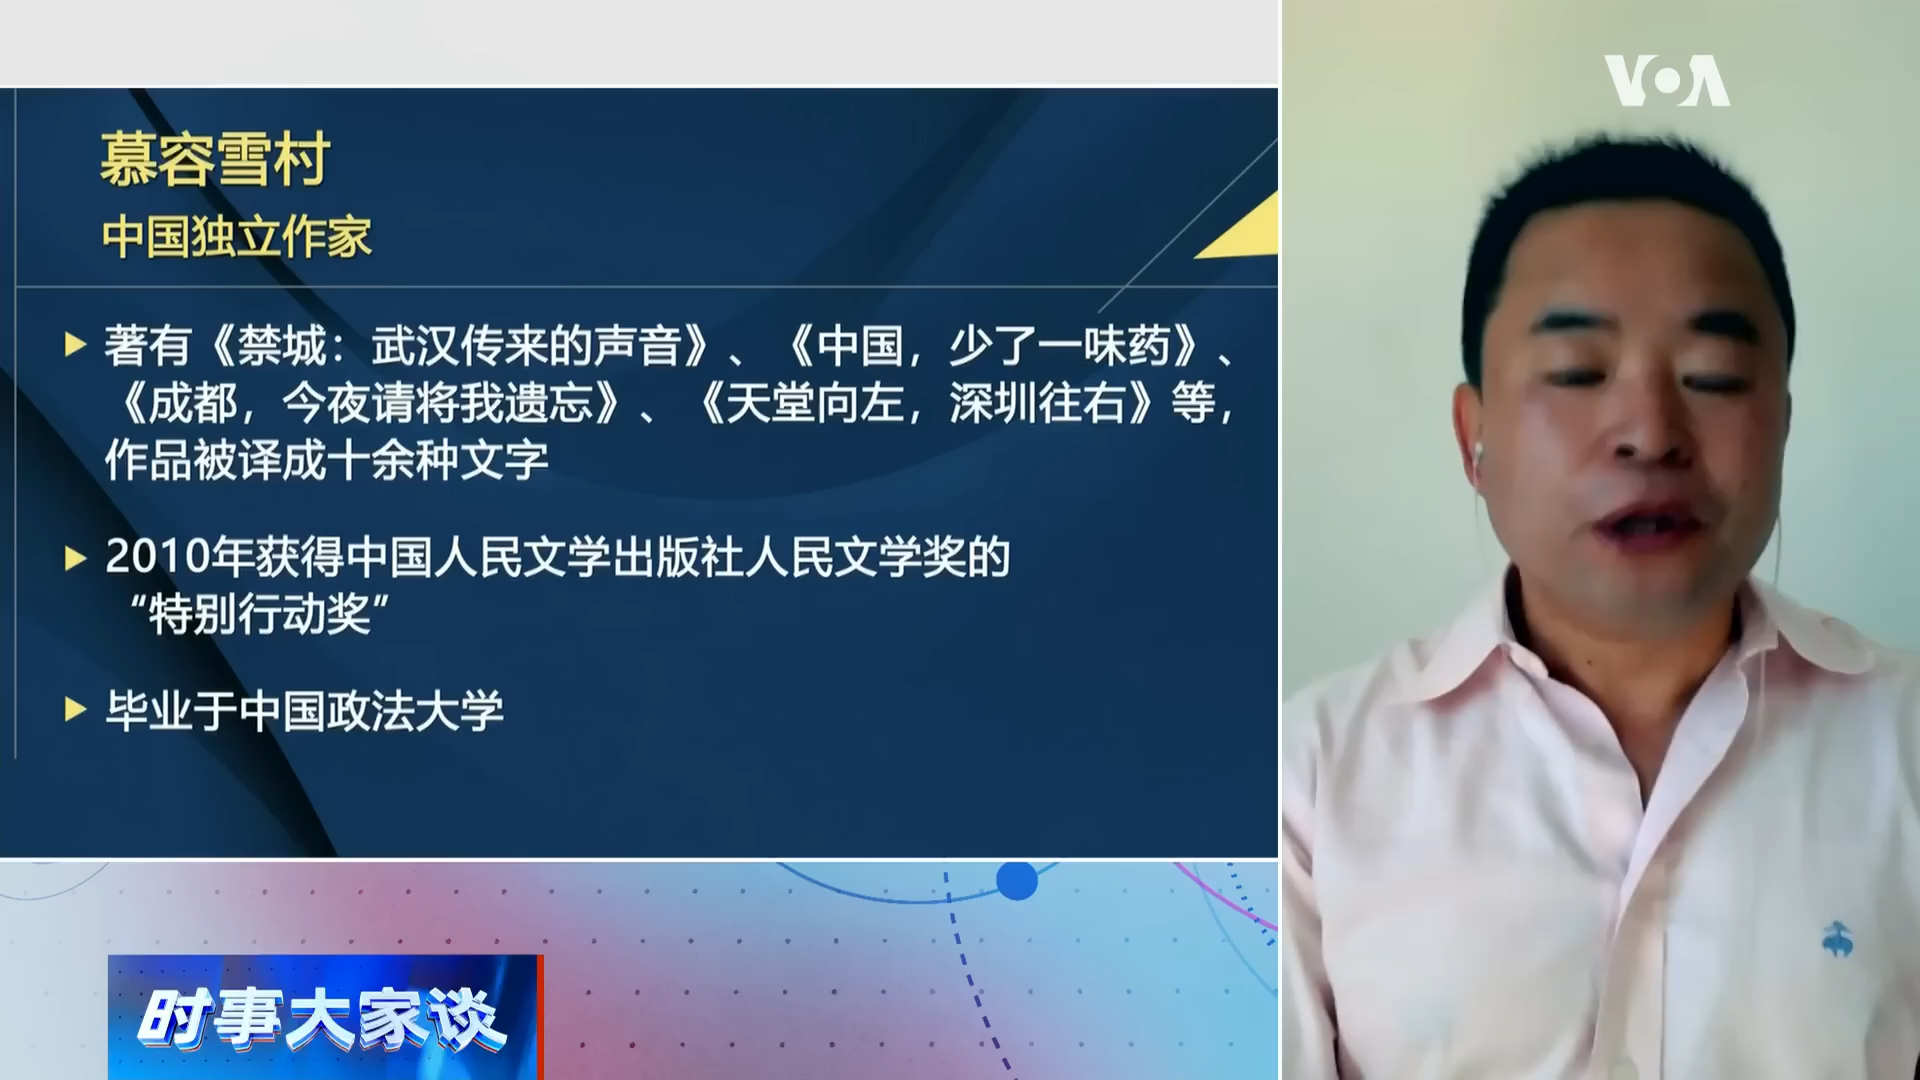 慕容雪村
中国独立作家
著有《禁城：武汉传来的声音》、《中国，少了一味药》、
《成都，今夜请将我遗忘》、《天堂向左，深圳往右》等，
作品被译成十余种文字
2010年获得中国人民文学出版社人民文学奖的
“特别行动奖”
毕业于中国政法大学
时事大家谈
VOA